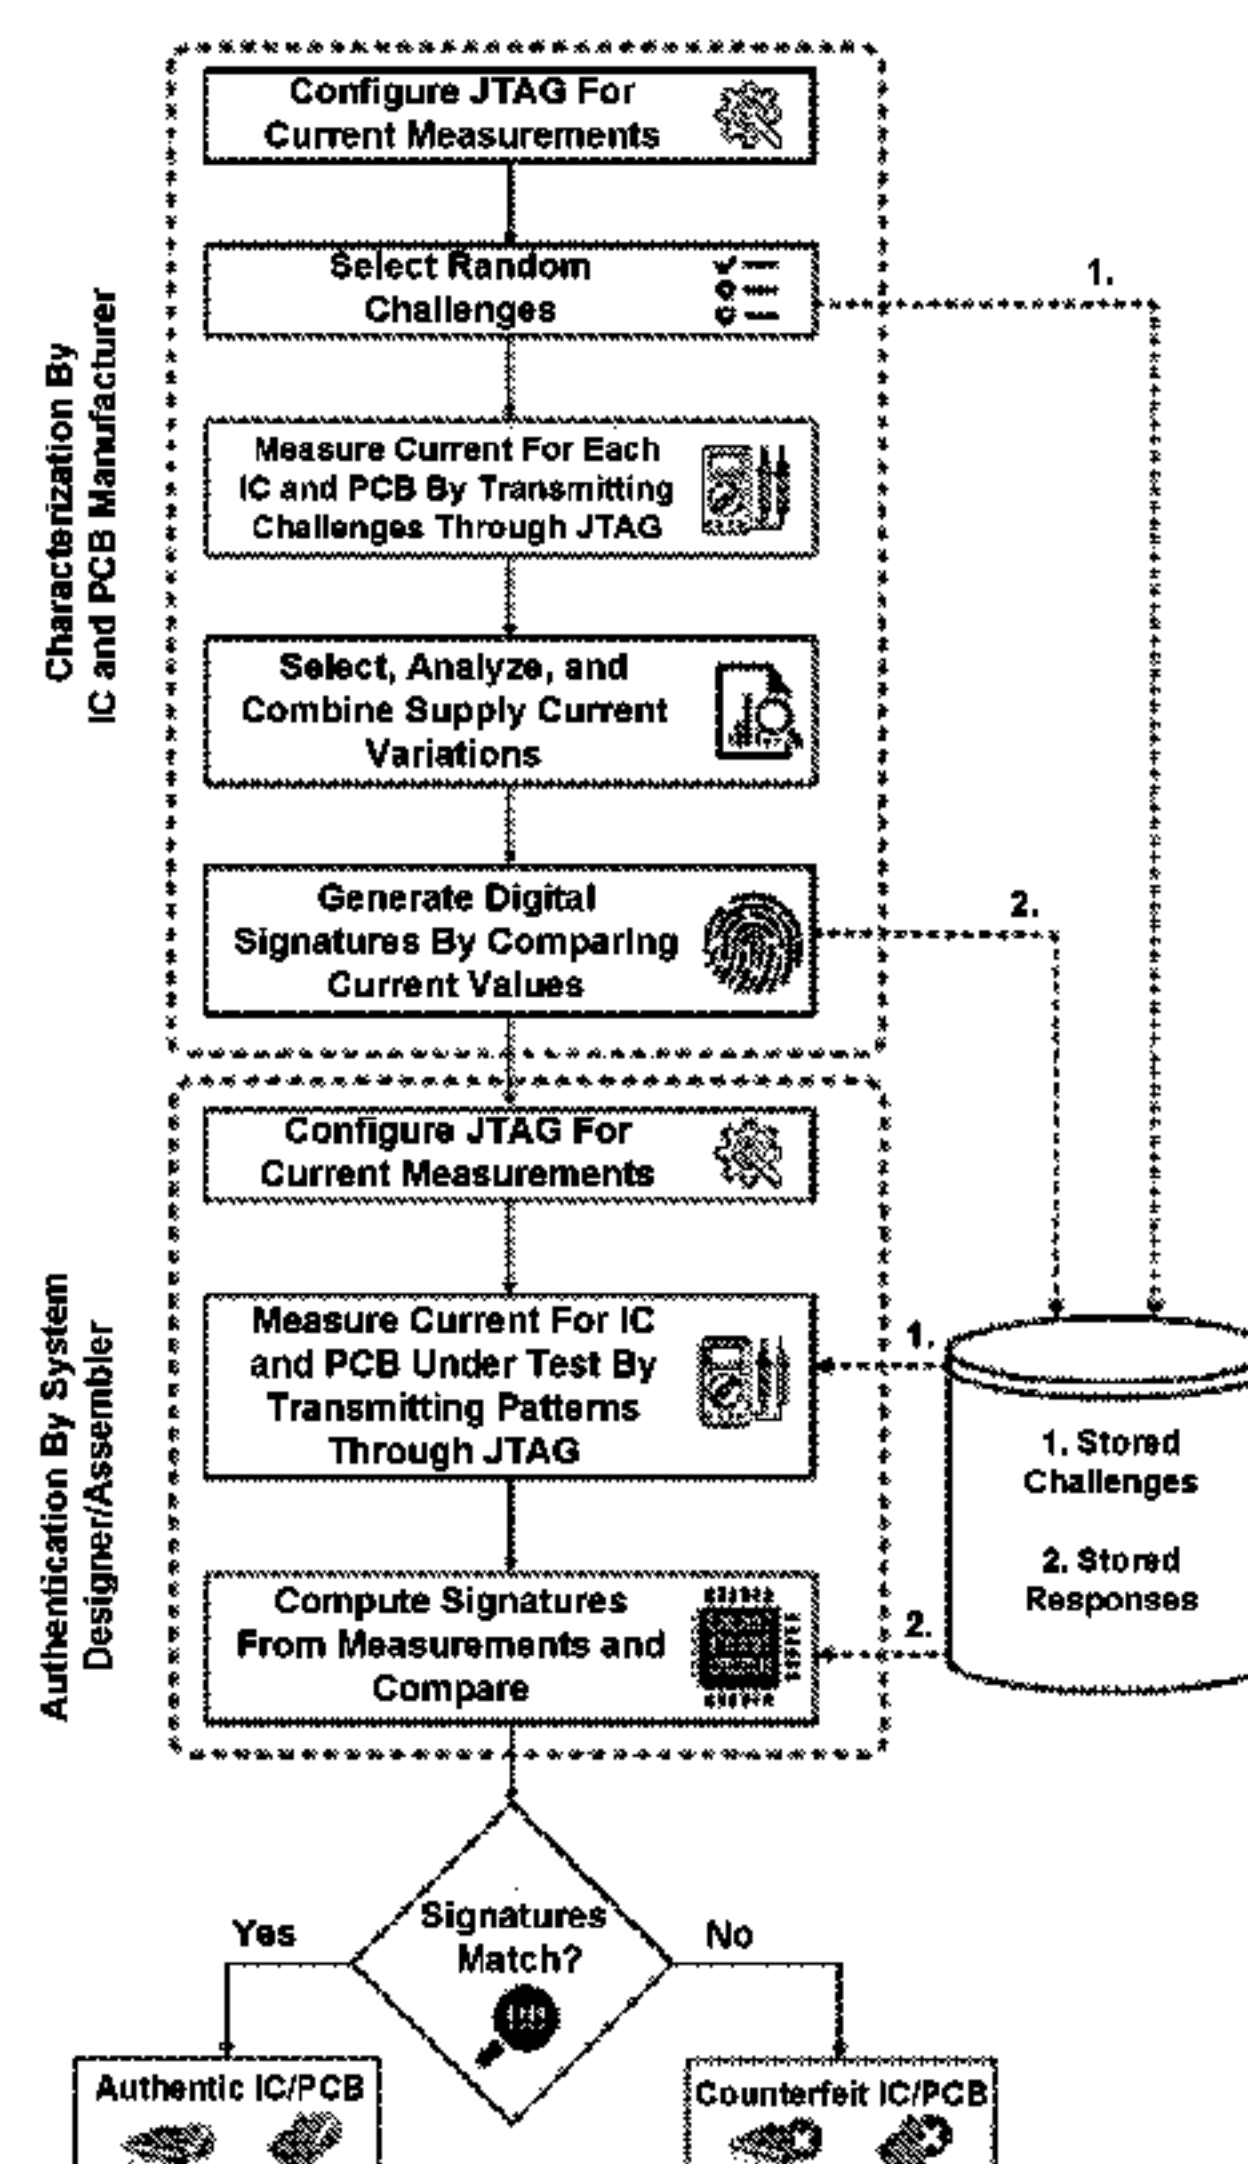 Configure JTAG For
Current Measurements
Select Random
Challenges
1.
Measure Current For Each
IC and PCB By Transmitting
Challenges Through JTAG
Characterization By
IC and PCB Manufacturer
Select, Analyze, and
Combine Supply Current
Variations
Generate Digital
Signatures By Comparing
Current Values
2.
Configure JTAG For
Current Measurements
Measure Current For IC
and PCB Under Test By
Transmitting Patterns
Through JTAG
1.
Authentication By System
Designer/Assembler
1. Stored
Challenges
2. Stored
Responses
Compute Signatures
From Measurements and
Compare
2.
Signatures
Match?
Yes
No
Authentic IC/PCB
Counterfeit IC/PCB